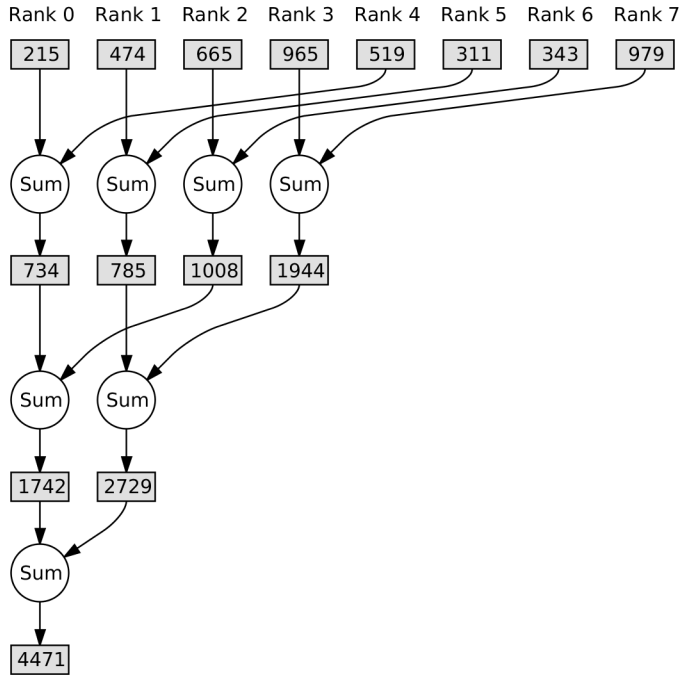 Rank 0 Rank 1 Rank 2 Rank 3 Rank 4 Rank 5 Rank 6 Rank 7
215 474 665 965 519 311 343 979
Sum Sum Sum Sum
734 785 1008 1944
Sum Sum
1742 2729
Sum
4471